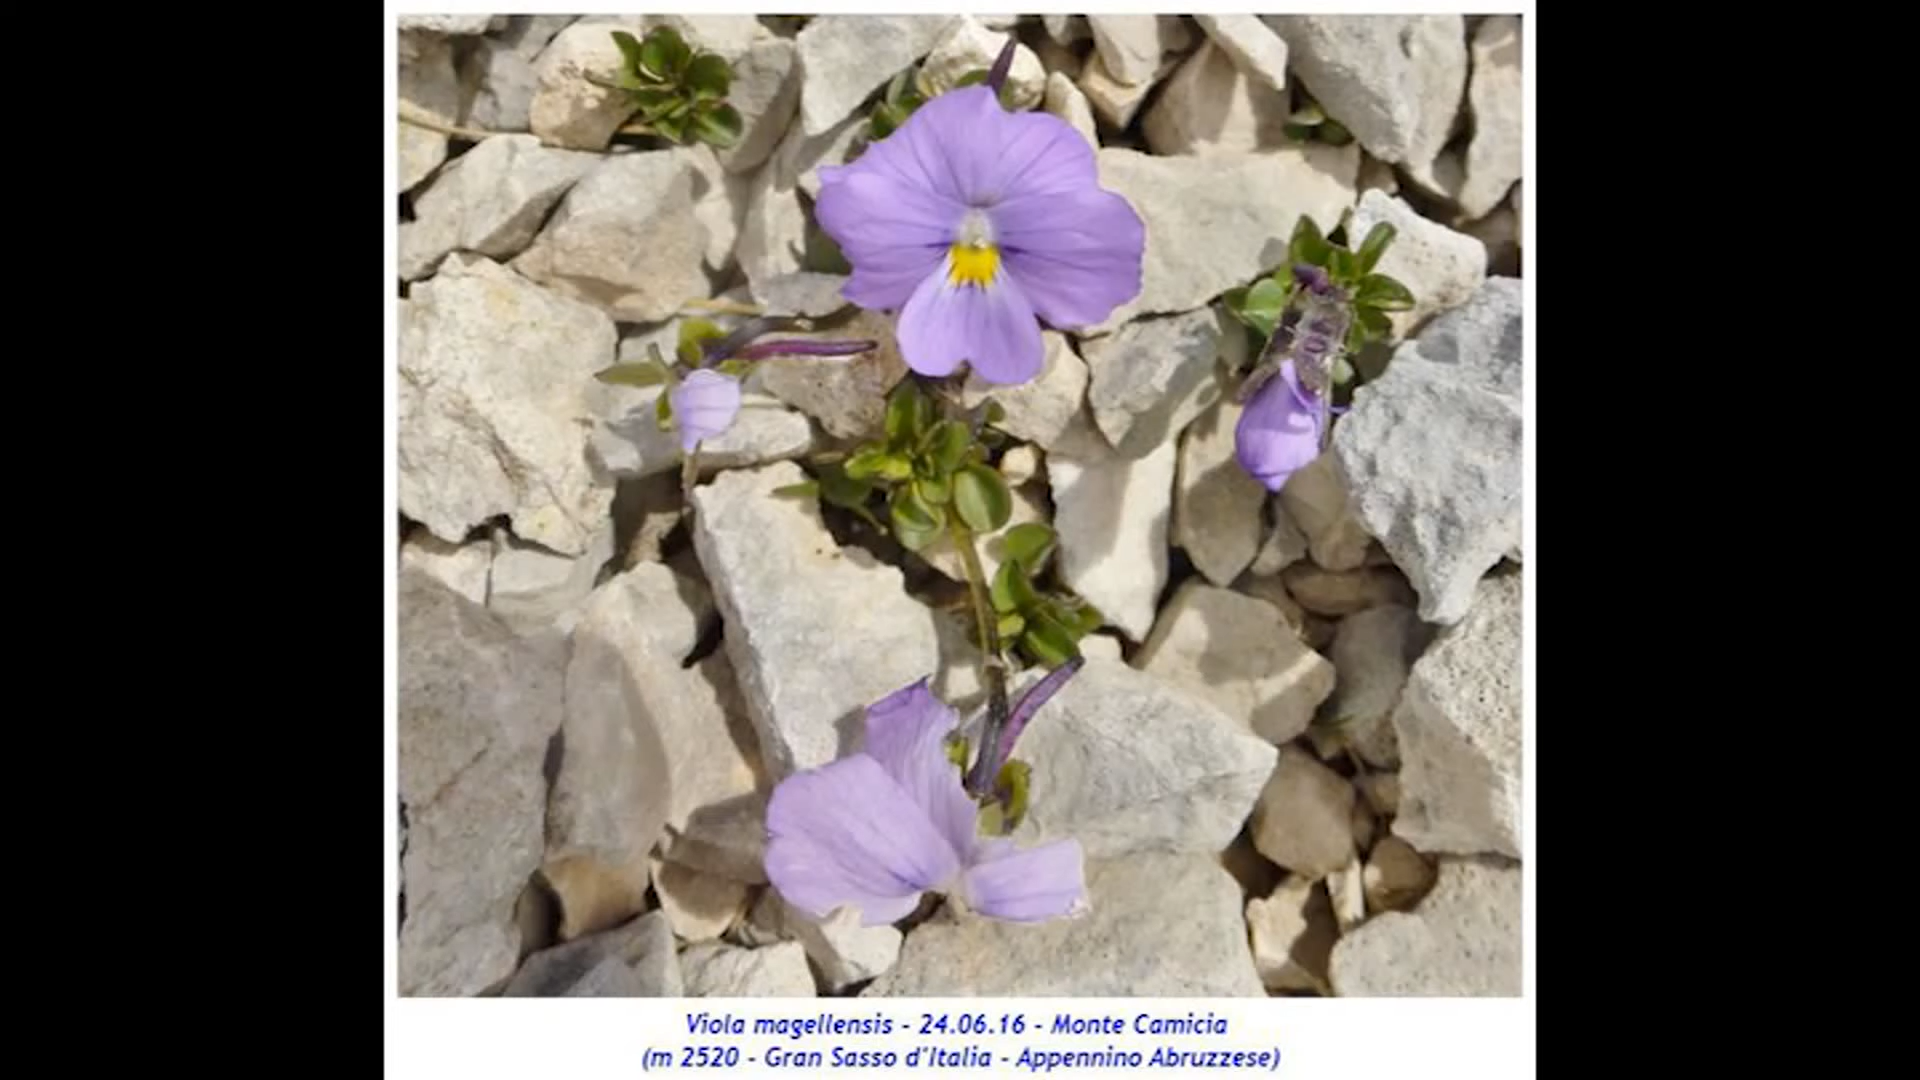 Viola magellensis - 24.06.16 - Monte Camicia
(m 2520 - Gran Sasso d'Italia - Appennino Abruzzese)